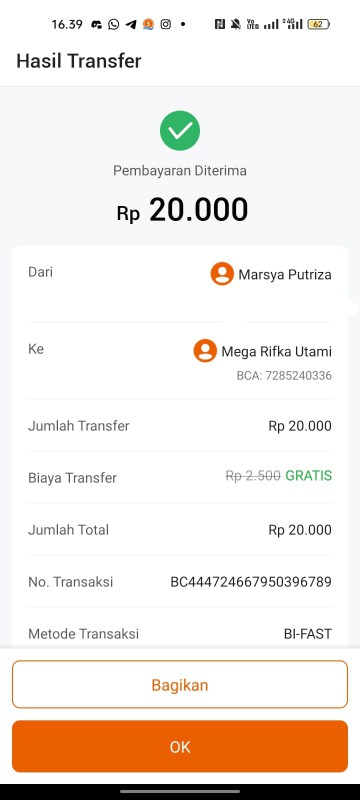 16.39
62
Hasil Transfer
Pembayaran Diterima
Rp 20.000
Dari
Marsya Putriza
Ke
Mega Rifka Utami
BCA: 7285240336
Jumlah Transfer
Rp 20.000
Biaya Transfer
Rp 2.500 GRATIS
Jumlah Total
Rp 20.000
No. Transaksi
BC444724667950396789
Metode Transaksi
BI-FAST
Bagikan
OK